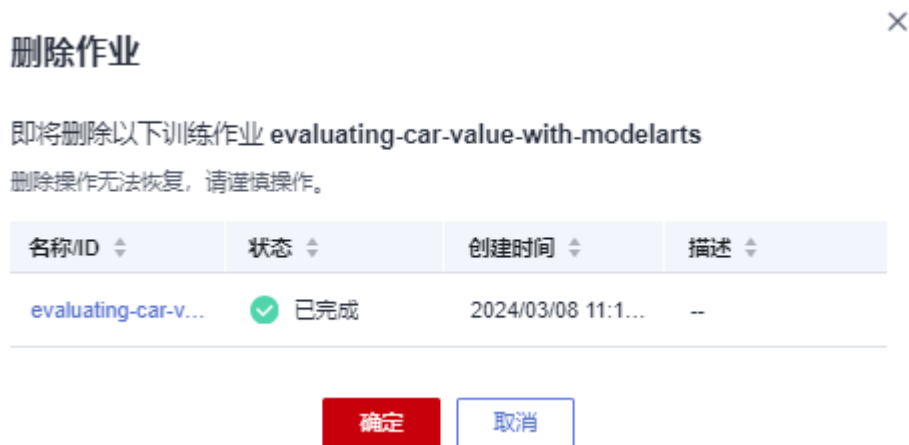 删除作业
即将删除以下训练作业 evaluating-car-value-with-modelarts
删除操作无法恢复，请谨慎操作。
名称/ID 状态 创建时间 描述
evaluating-car-v... 已完成 2024/03/08 11:1... --
确定 取消